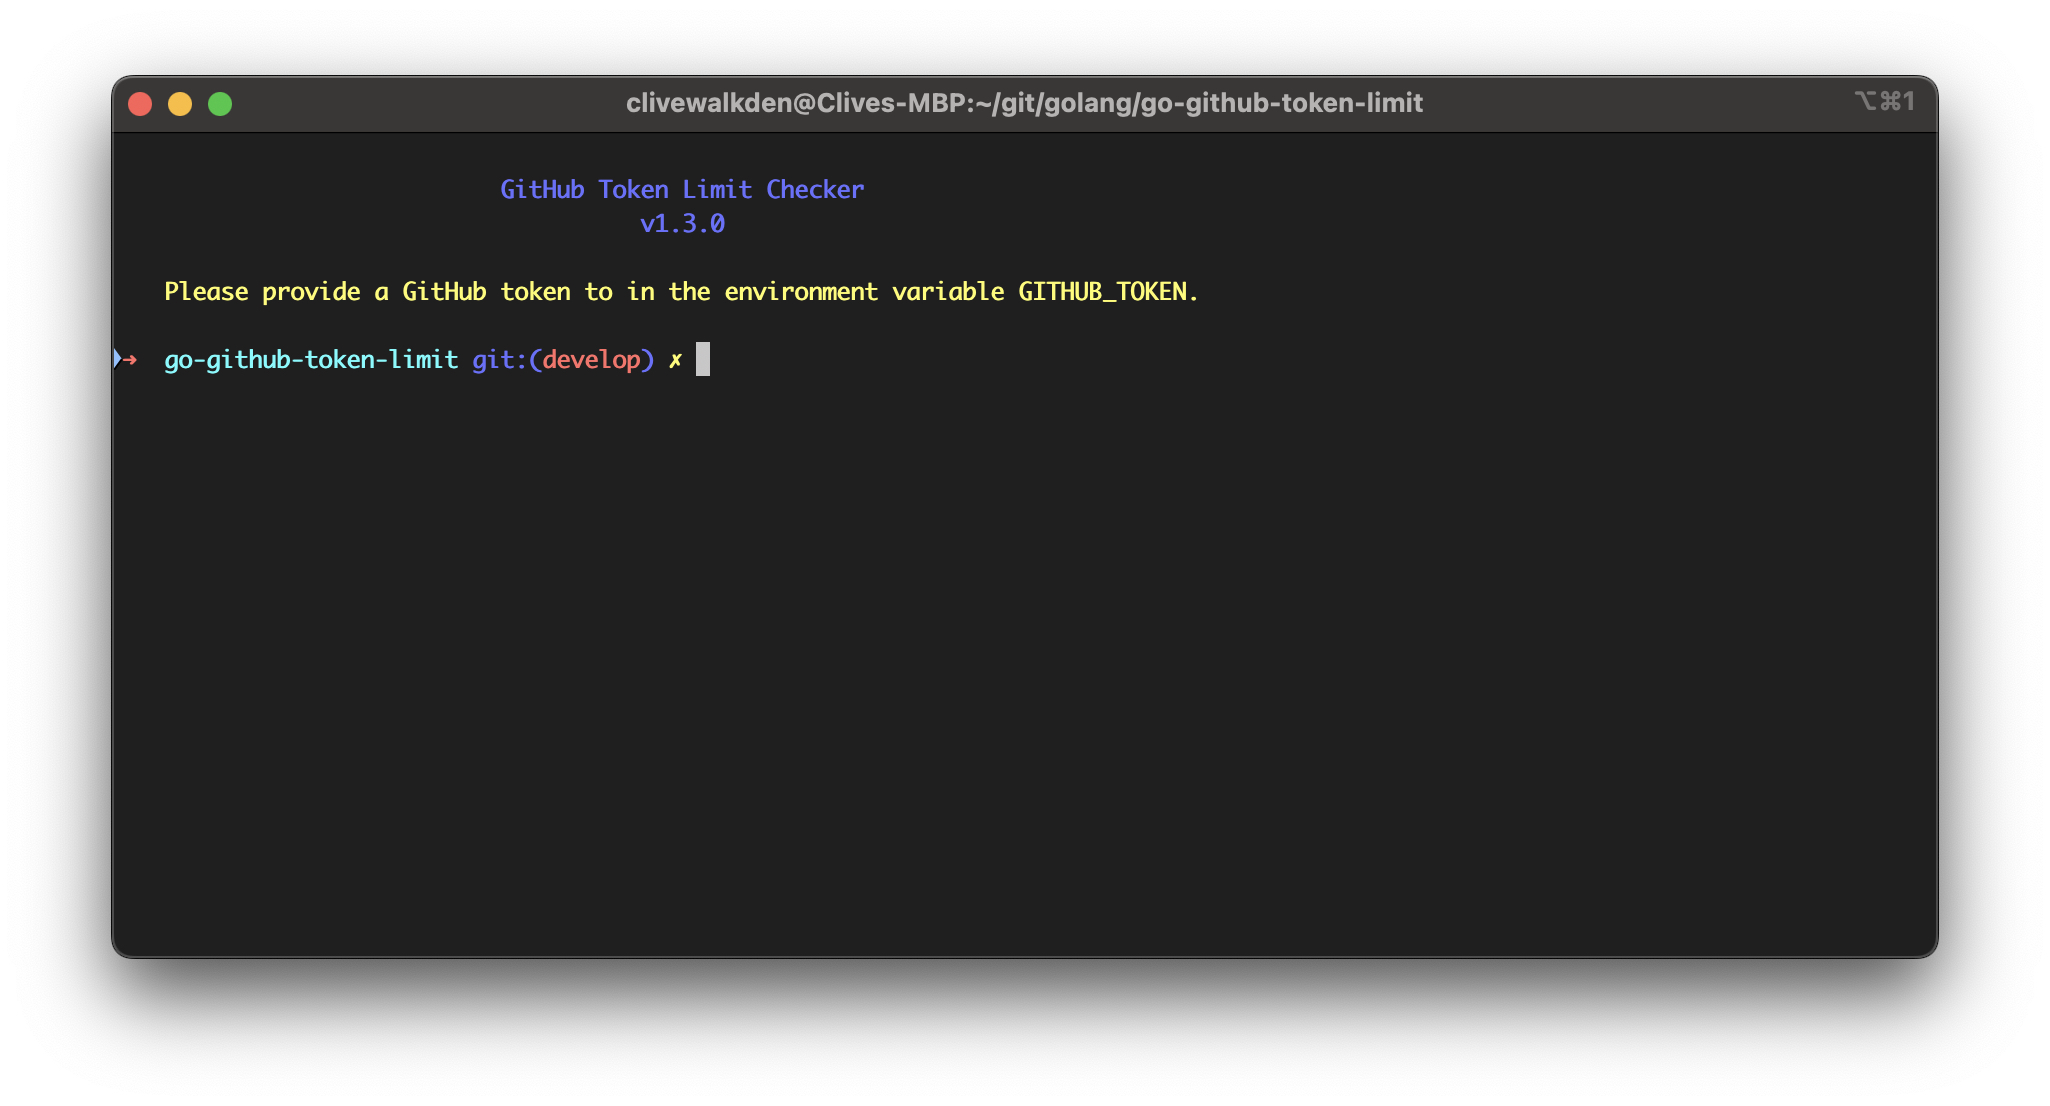 clivewalkden@Clives-MBP:~/git/golang/go-github-token-limit ⌥⌘1
GitHub Token Limit Checker
v1.3.0
Please provide a GitHub token to in the environment variable GITHUB_TOKEN.
➜ go-github-token-limit git:(develop) ✗